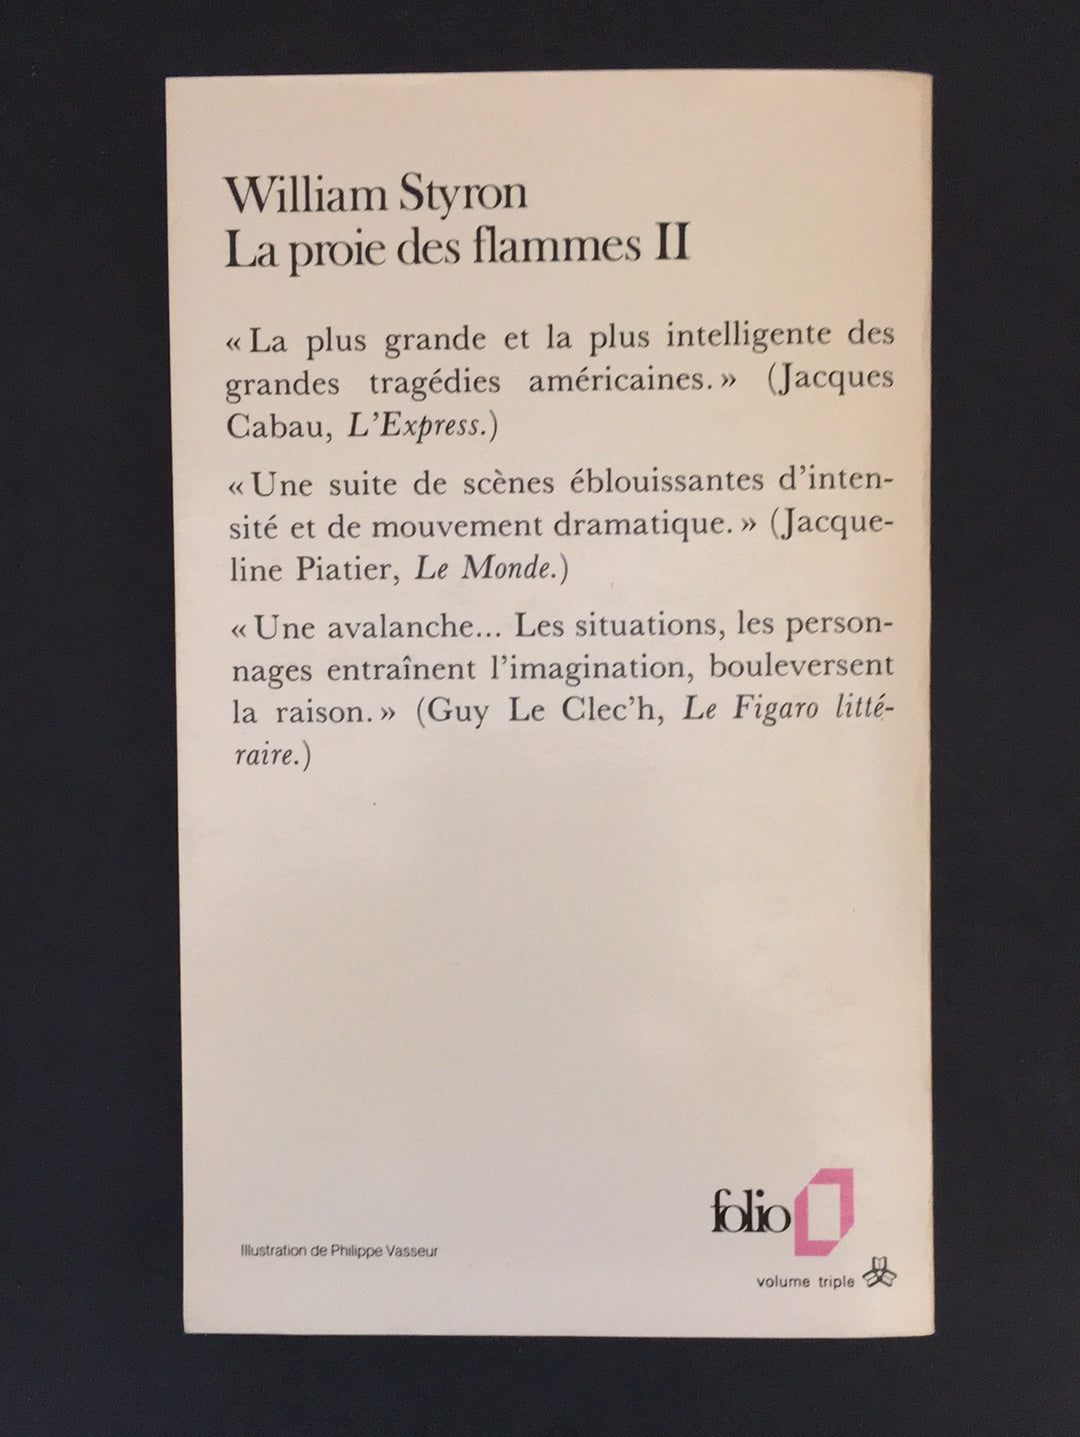 William Styron
La proie des flammes II
« La plus grande et la plus intelligente des
grandes tragédies américaines. » (Jacques
Cabau, L'Express.)
« Une suite de scènes éblouissantes d'inten-
sité et de mouvement dramatique. » (Jacque-
line Piatier, Le Monde.)
« Une avalanche... Les situations, les person-
nages entraînent l'imagination, bouleversent
la raison. » (Guy Le Clec'h, Le Figaro litté-
raire.)
folio
Illustration de Philippe Vasseur
volume triple